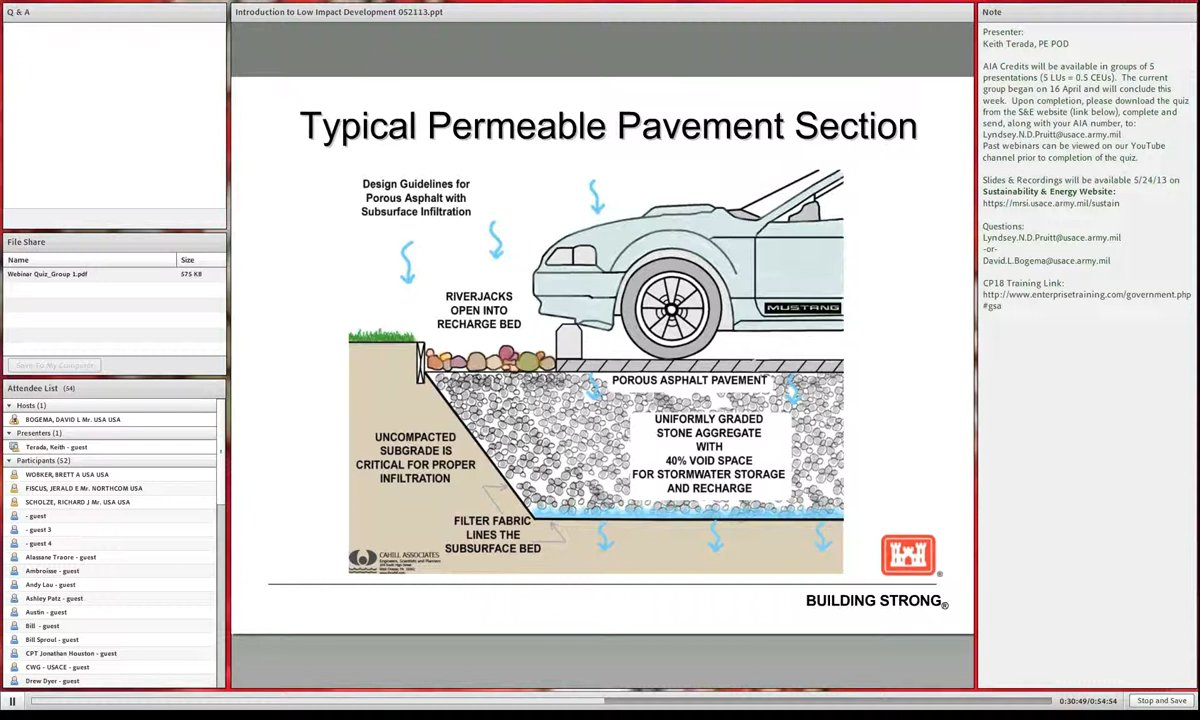 Q & A
File Share
Name Size
Webinar Quiz_Group 1.pdf 575 KB
Save To My Computer
Attendee List (54)
Hosts (1)
BOGEMA, DAVID L Mr. USA USA
Presenters (1)
Terada, Keith - guest
Participants (52)
WOBKER, BRETT A USA USA
FISCUS, JERALD E Mr. NORTHCOM USA
SCHOLZE, RICHARD J Mr. USA USA
- guest
- guest 3
- guest 4
Alassane Traore - guest
Ambroisse - guest
Andy Lau - guest
Ashley Patz - guest
Austin - guest
Bill - guest
Bill Sproul - guest
CPT Jonathan Houston - guest
CWG - USACE - guest
Drew Dyer - guest
Introduction to Low Impact Development 052113.ppt
Typical Permeable Pavement Section
Design Guidelines for
Porous Asphalt with
Subsurface Infiltration
RIVERJACKS
OPEN INTO
RECHARGE BED
MUSTANG
POROUS ASPHALT PAVEMENT
UNIFORMLY GRADED
STONE AGGREGATE
WITH
40% VOID SPACE
FOR STORMWATER STORAGE
AND RECHARGE
UNCOMPACTED
SUBGRADE IS
CRITICAL FOR PROPER
INFILTRATION
FILTER FABRIC
LINES THE
SUBSURFACE BED
CAHILL ASSOCIATES
BUILDING STRONG®
Note
Presenter:
Keith Terada, PE POD
AIA Credits will be available in groups of 5
presentations (5 LUs = 0.5 CEUs). The current
group began on 16 April and will conclude this
week. Upon completion, please download the quiz
from the S&E website (link below), complete and
send, along with your AIA number, to:
Lyndsey.N.D.Pruitt@usace.army.mil
Past webinars can be viewed on our YouTube
channel prior to completion of the quiz.
Slides & Recordings will be available 5/24/13 on
Sustainability & Energy Website:
https://mrsi.usace.army.mil/sustain
Questions:
Lyndsey.N.D.Pruitt@usace.army.mil
-or-
David.L.Bogema@usace.army.mil
CP18 Training Link:
http://www.enterprisetraining.com/government.php
#gsa
0:30:49/0:54:54
Stop and Save